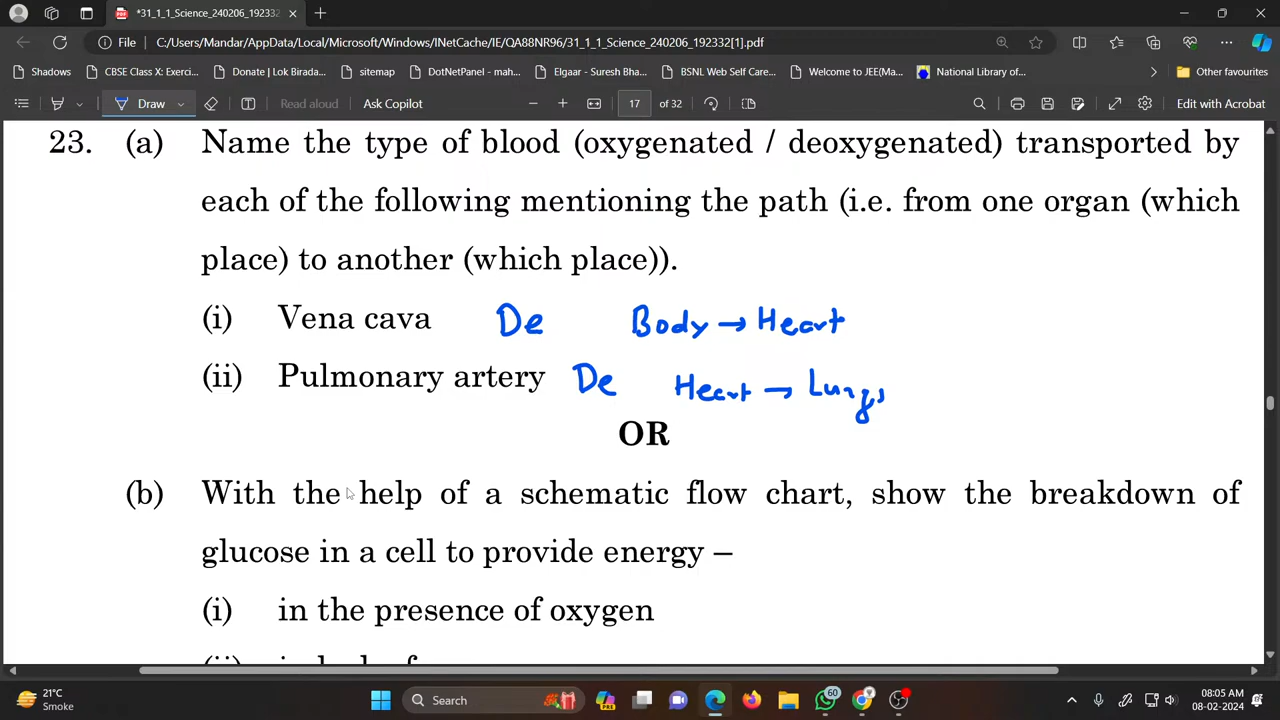 *31_1_1_Science_240206_192332
File C:/Users/Mandar/AppData/Local/Microsoft/Windows/INetCache/IE/QA88NR96/31_1_1_Science_240206_192332[1].pdf
Shadows CBSE Class X: Exerci... Donate | Lok Birada... sitemap DotNetPanel - mah... Elgaar - Suresh Bha... BSNL Web Self Care... Welcome to JEE(Ma... National Library of... Other favourites
Draw Read aloud Ask Copilot 17 of 32 Edit with Acrobat
23. (a) Name the type of blood (oxygenated / deoxygenated) transported by
each of the following mentioning the path (i.e. from one organ (which
place) to another (which place)).
(i) Vena cava De Body → Heart
(ii) Pulmonary artery De Heart → Lungs
OR
(b) With the help of a schematic flow chart, show the breakdown of
glucose in a cell to provide energy –
(i) in the presence of oxygen
21°C
Smoke
Search
PRE
60
08:05 AM
08-02-2024